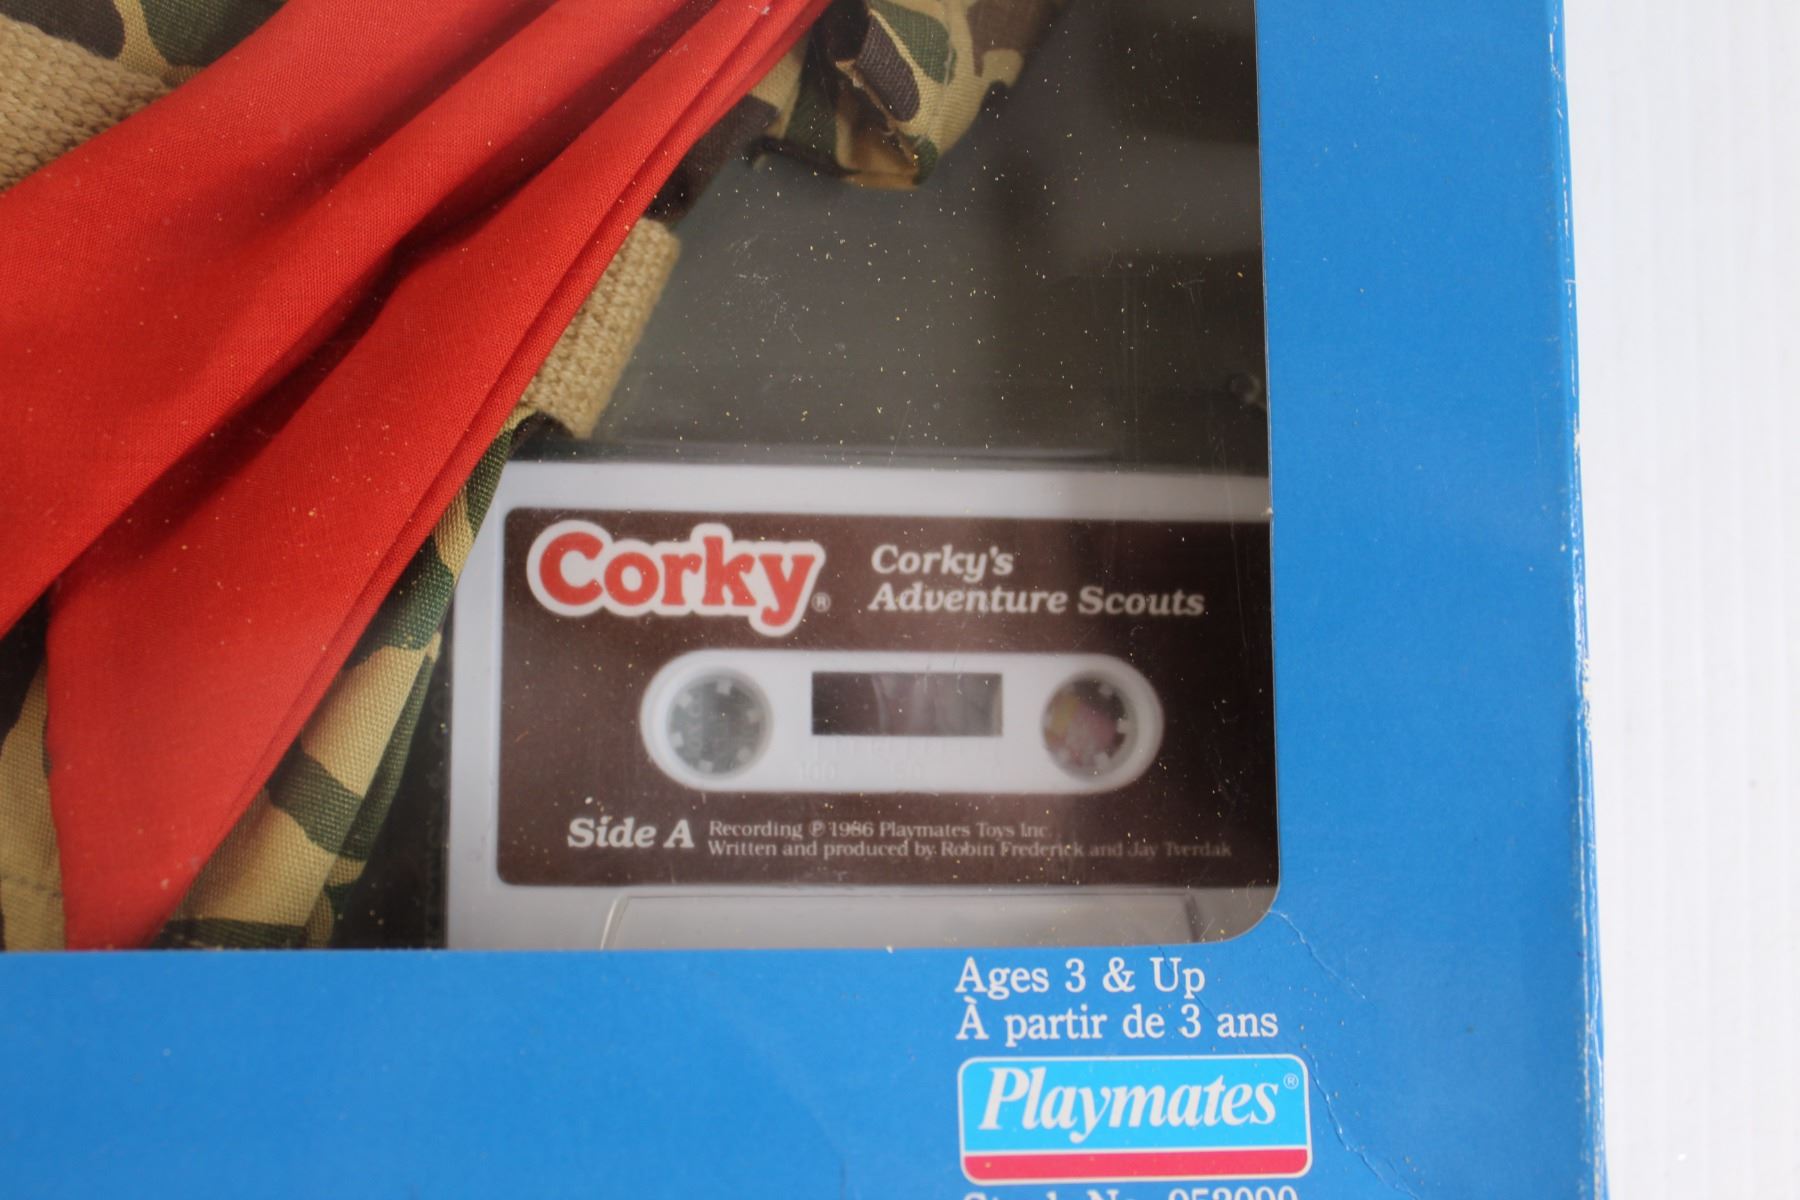 Corky®
Corky's
Adventure Scouts
Side A
Recording ℗ 1986 Playmates Toys Inc.
Written and produced by Robin Frederick and Jay Tverdak
Ages 3 & Up
À partir de 3 ans
Playmates®